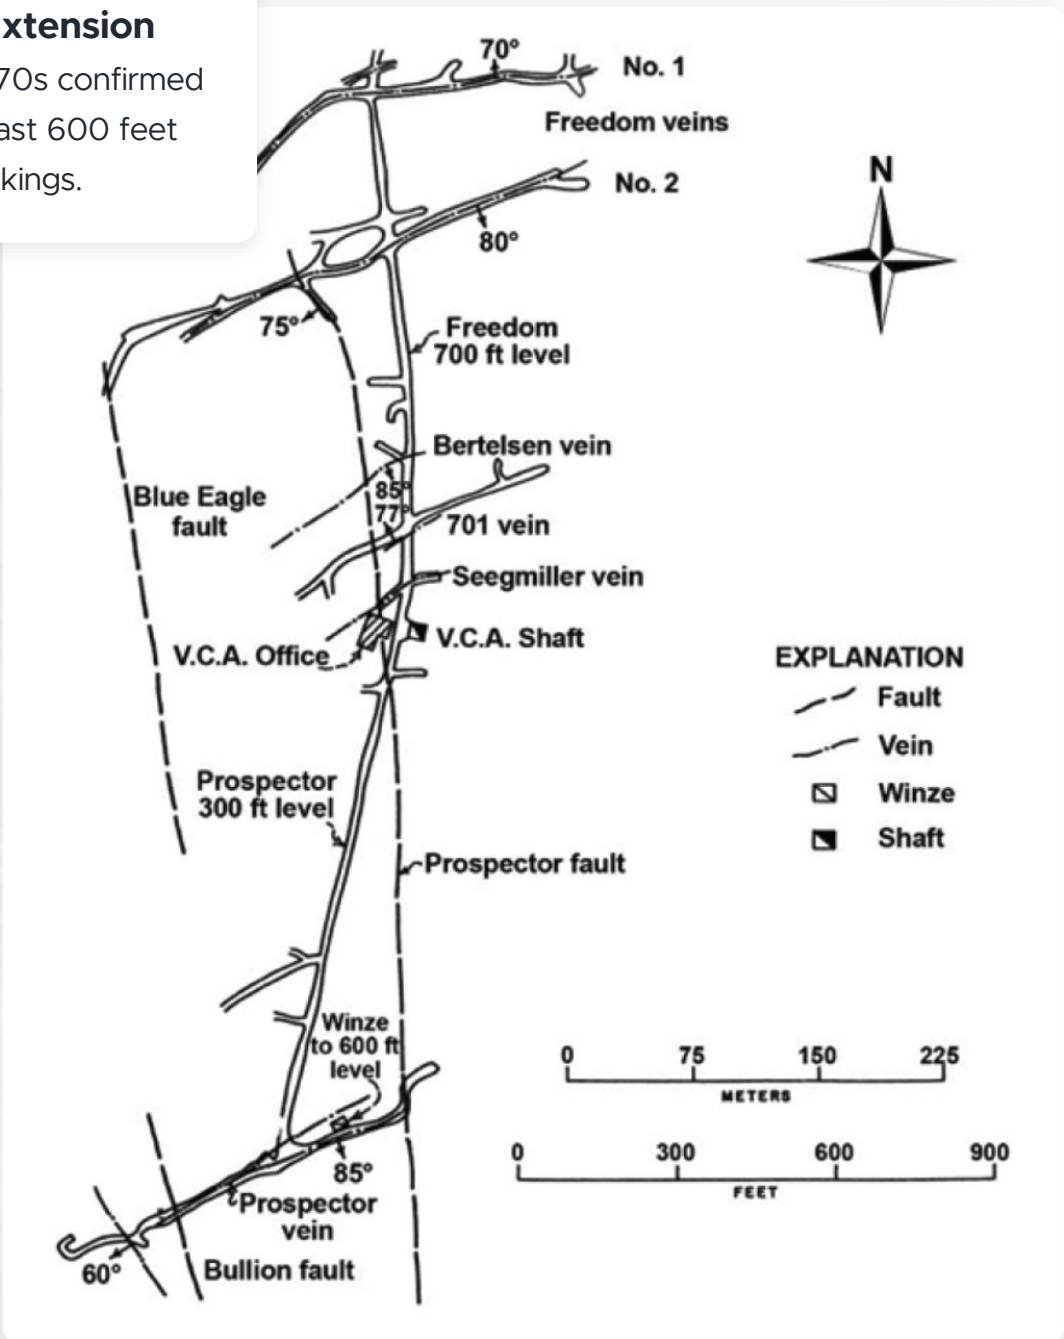 xtension
70s confirmed
ast 600 feet
kings.
70°
No. 1
Freedom veins
No. 2
N
80°
75°
Freedom
700 ft level
Bertelsen vein
85°
77°
Blue Eagle
fault
701 vein
Seegmiller vein
V.C.A. Office
V.C.A. Shaft
EXPLANATION
Fault
Vein
Winze
Shaft
Prospector
300 ft level
Prospector fault
Winze
to 600 ft
level
0 75 150 225
METERS
0 300 600 900
FEET
85°
Prospector
vein
60°
Bullion fault